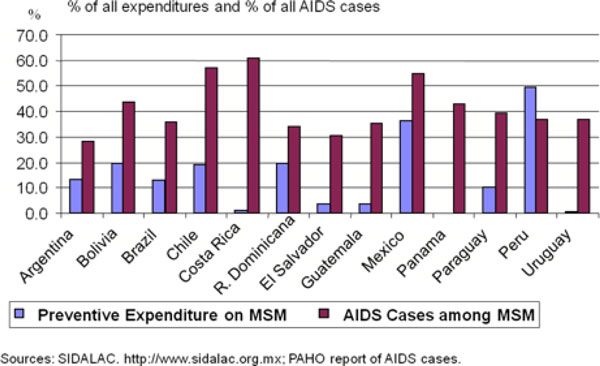 % of all expenditures and % of all AIDS cases
%
70.0
60.0
50.0
40.0
30.0
20.0
10.0
0.0
Argentina
Bolivia
Brazil
Chile
Costa Rica
R. Dominicana
El Salvador
Guatemala
Mexico
Panama
Paraguay
Peru
Uruguay
Preventive Expenditure on MSM AIDS Cases among MSM
Sources: SIDALAC. http://www.sidalac.org.mx; PAHO report of AIDS cases.